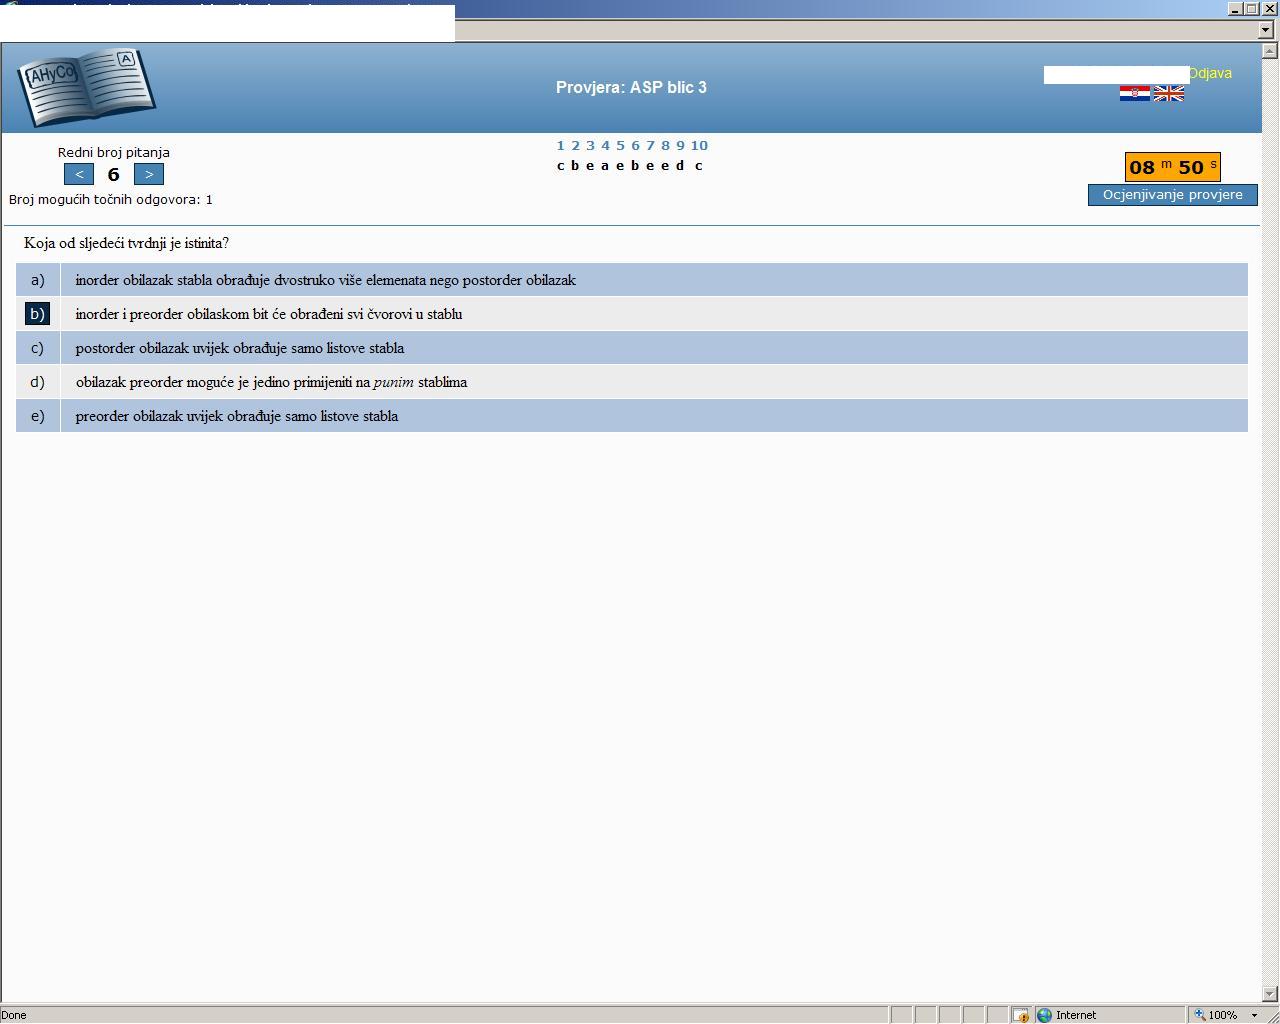 AHyCo
A
Provjera: ASP blic 3
Odjava
Redni broj pitanja
< 6 >
Broj mogućih točnih odgovora: 1
1 2 3 4 5 6 7 8 9 10
c b e a e b e e d c
08 m 50 s
Ocjenjivanje provjere
Koja od sljedeći tvrdnji je istinita?
a) inorder obilazak stabla obrađuje dvostruko više elemenata nego postorder obilazak
b) inorder i preorder obilaskom bit će obrađeni svi čvorovi u stablu
c) postorder obilazak uvijek obrađuje samo listove stabla
d) obilazak preorder moguće je jedino primijeniti na punim stablima
e) preorder obilazak uvijek obrađuje samo listove stabla
Done
Internet
100%